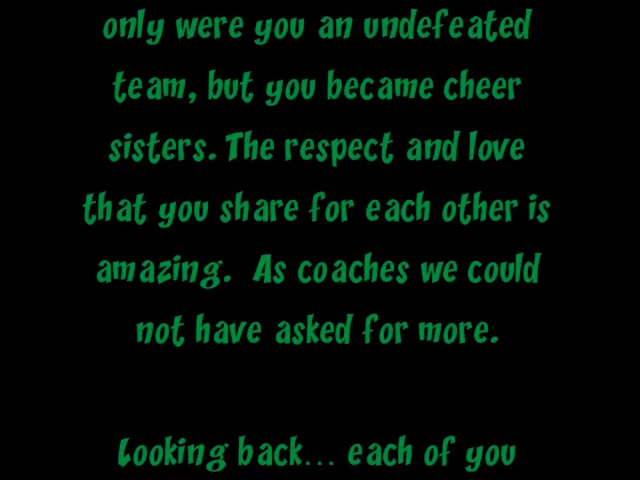 only were you an undefeated
team, but you became cheer
sisters. The respect and love
that you share for each other is
amazing.  As coaches we could
not have asked for more.
Looking back... each of you